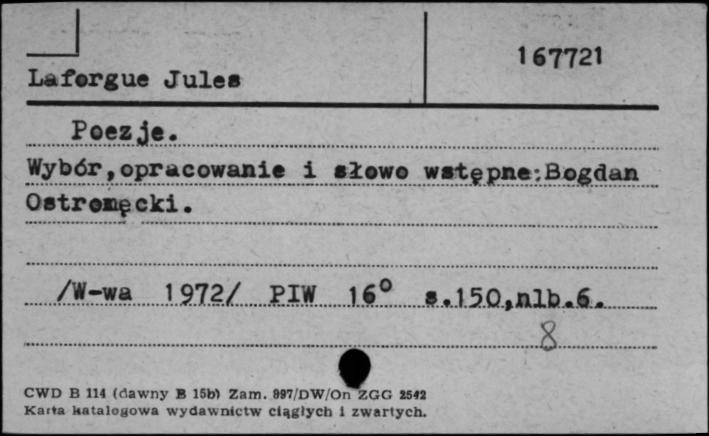 167721
Laforgue Jules
Poezje.
Wybór,opracowanie i słowo wstępne:Bogdan
Ostromęcki.
/W-wa 1972/ PIW 16° s.150,nlb.6.
8
CWD B 114 (dawny B 15b) Zam. 897/DW/On ZGG 2542
Karta katalogowa wydawnictw ciągłych i zwartych.